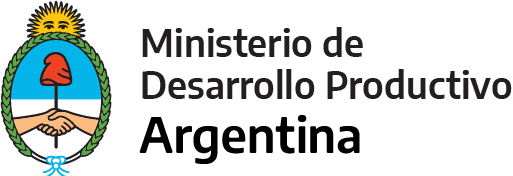 Ministerio de
Desarrollo Productivo
Argentina